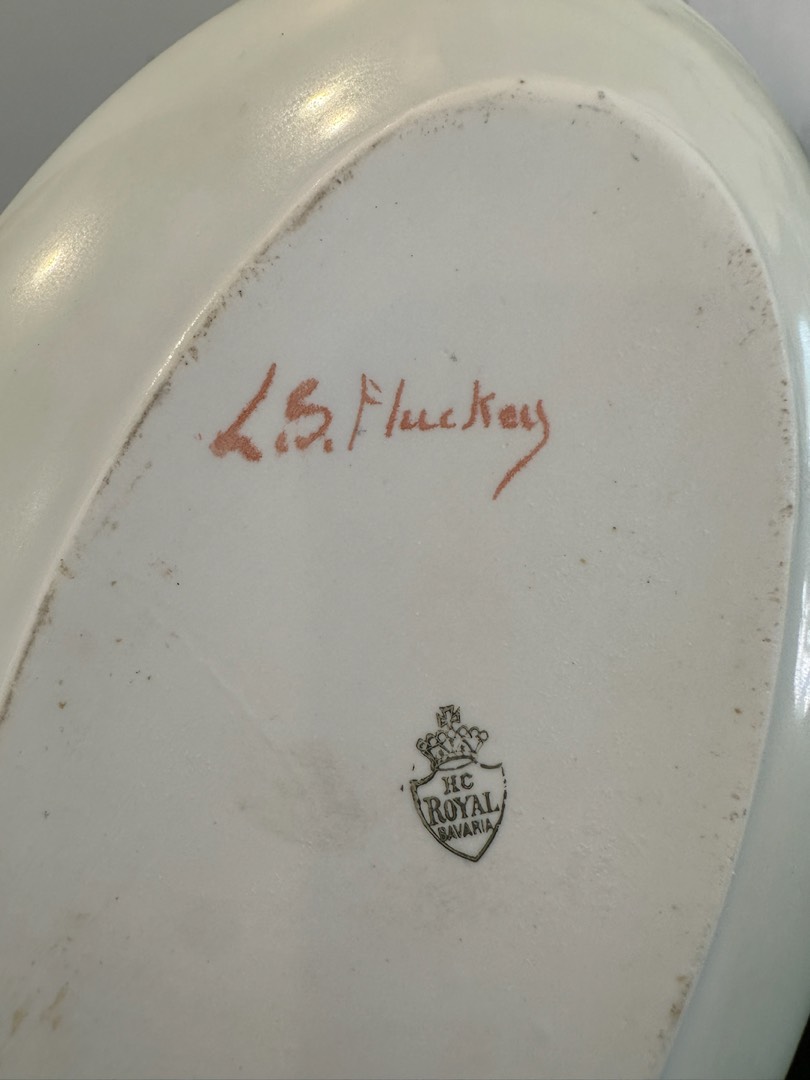 L.S. Fluckey
HC
ROYAL
BAVARIA